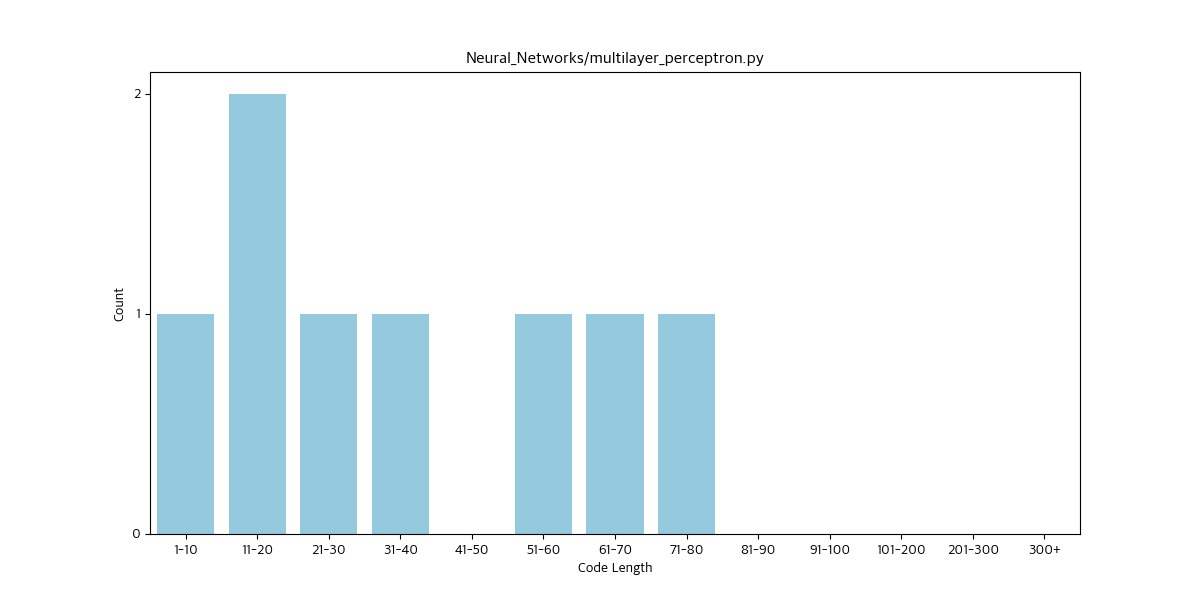 Neural_Networks/multilayer_perceptron.py
2
1
0
Count
1-10 11-20 21-30 31-40 41-50 51-60 61-70 71-80 81-90 91-100 101-200 201-300 300+
Code Length